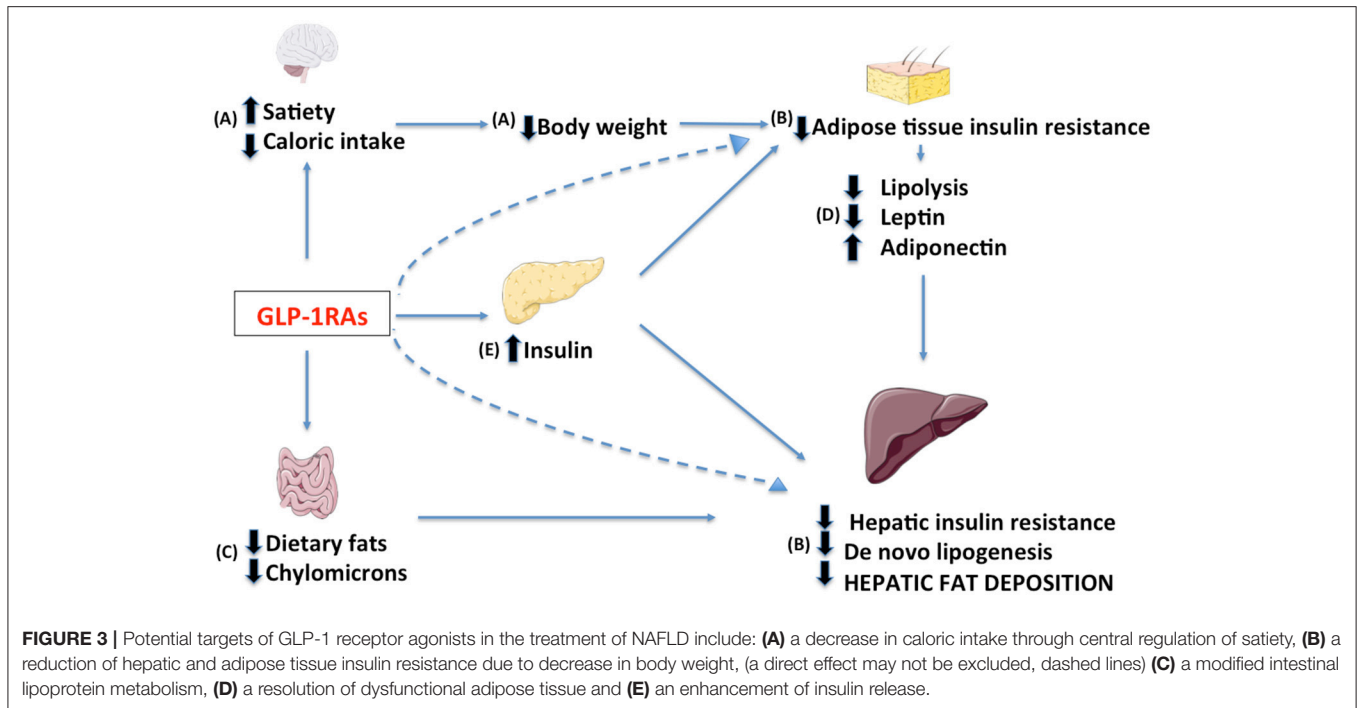 (A) Satiety
Caloric intake
(A) Body weight
(B) Adipose tissue insulin resistance
Lipolysis
(D) Leptin
Adiponectin
GLP-1RAs
(E) Insulin
(C) Dietary fats
Chylomicrons
Hepatic insulin resistance
(B) De novo lipogenesis
HEPATIC FAT DEPOSITION
FIGURE 3 | Potential targets of GLP-1 receptor agonists in the treatment of NAFLD include: (A) a decrease in caloric intake through central regulation of satiety, (B) a
reduction of hepatic and adipose tissue insulin resistance due to decrease in body weight, (a direct effect may not be excluded, dashed lines) (C) a modified intestinal
lipoprotein metabolism, (D) a resolution of dysfunctional adipose tissue and (E) an enhancement of insulin release.